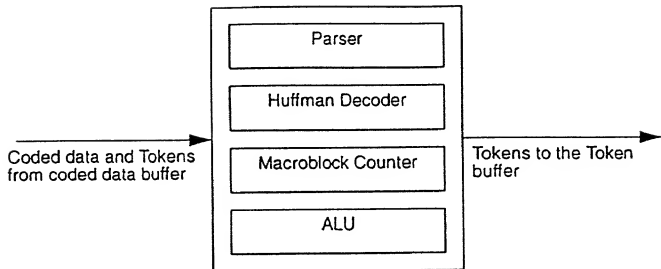 Parser
Huffman Decoder
Coded data and Tokens
from coded data buffer
Macroblock Counter
Tokens to the Token
buffer
ALU